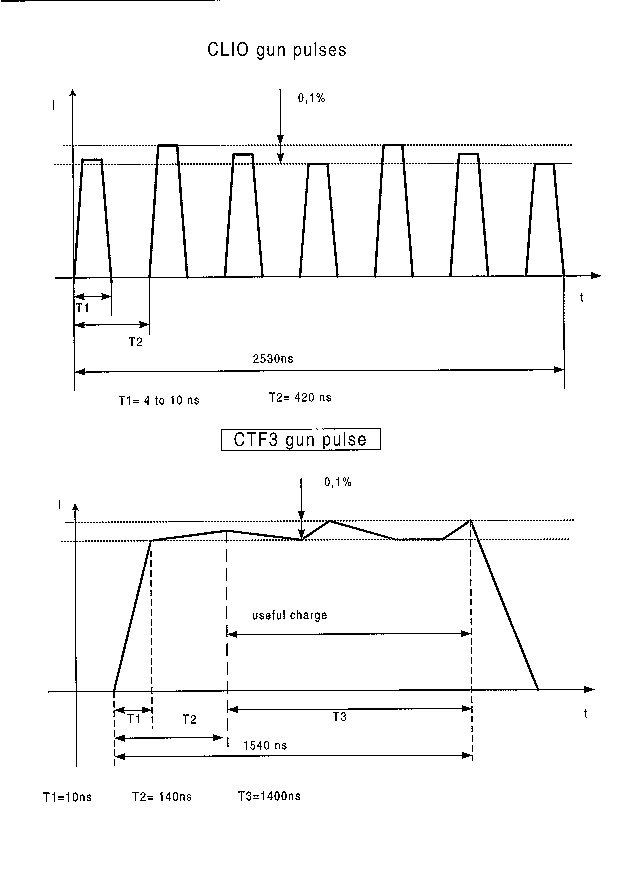 CLIO gun pulses
I
0,1%
t
T1
T2
2530ns
T1= 4 to 10 ns T2= 420 ns
CTF3 gun pulse
0,1%
I
useful charge
T1 T2 T3
t
1540 ns
T1=10ns T2= 140ns T3=1400ns